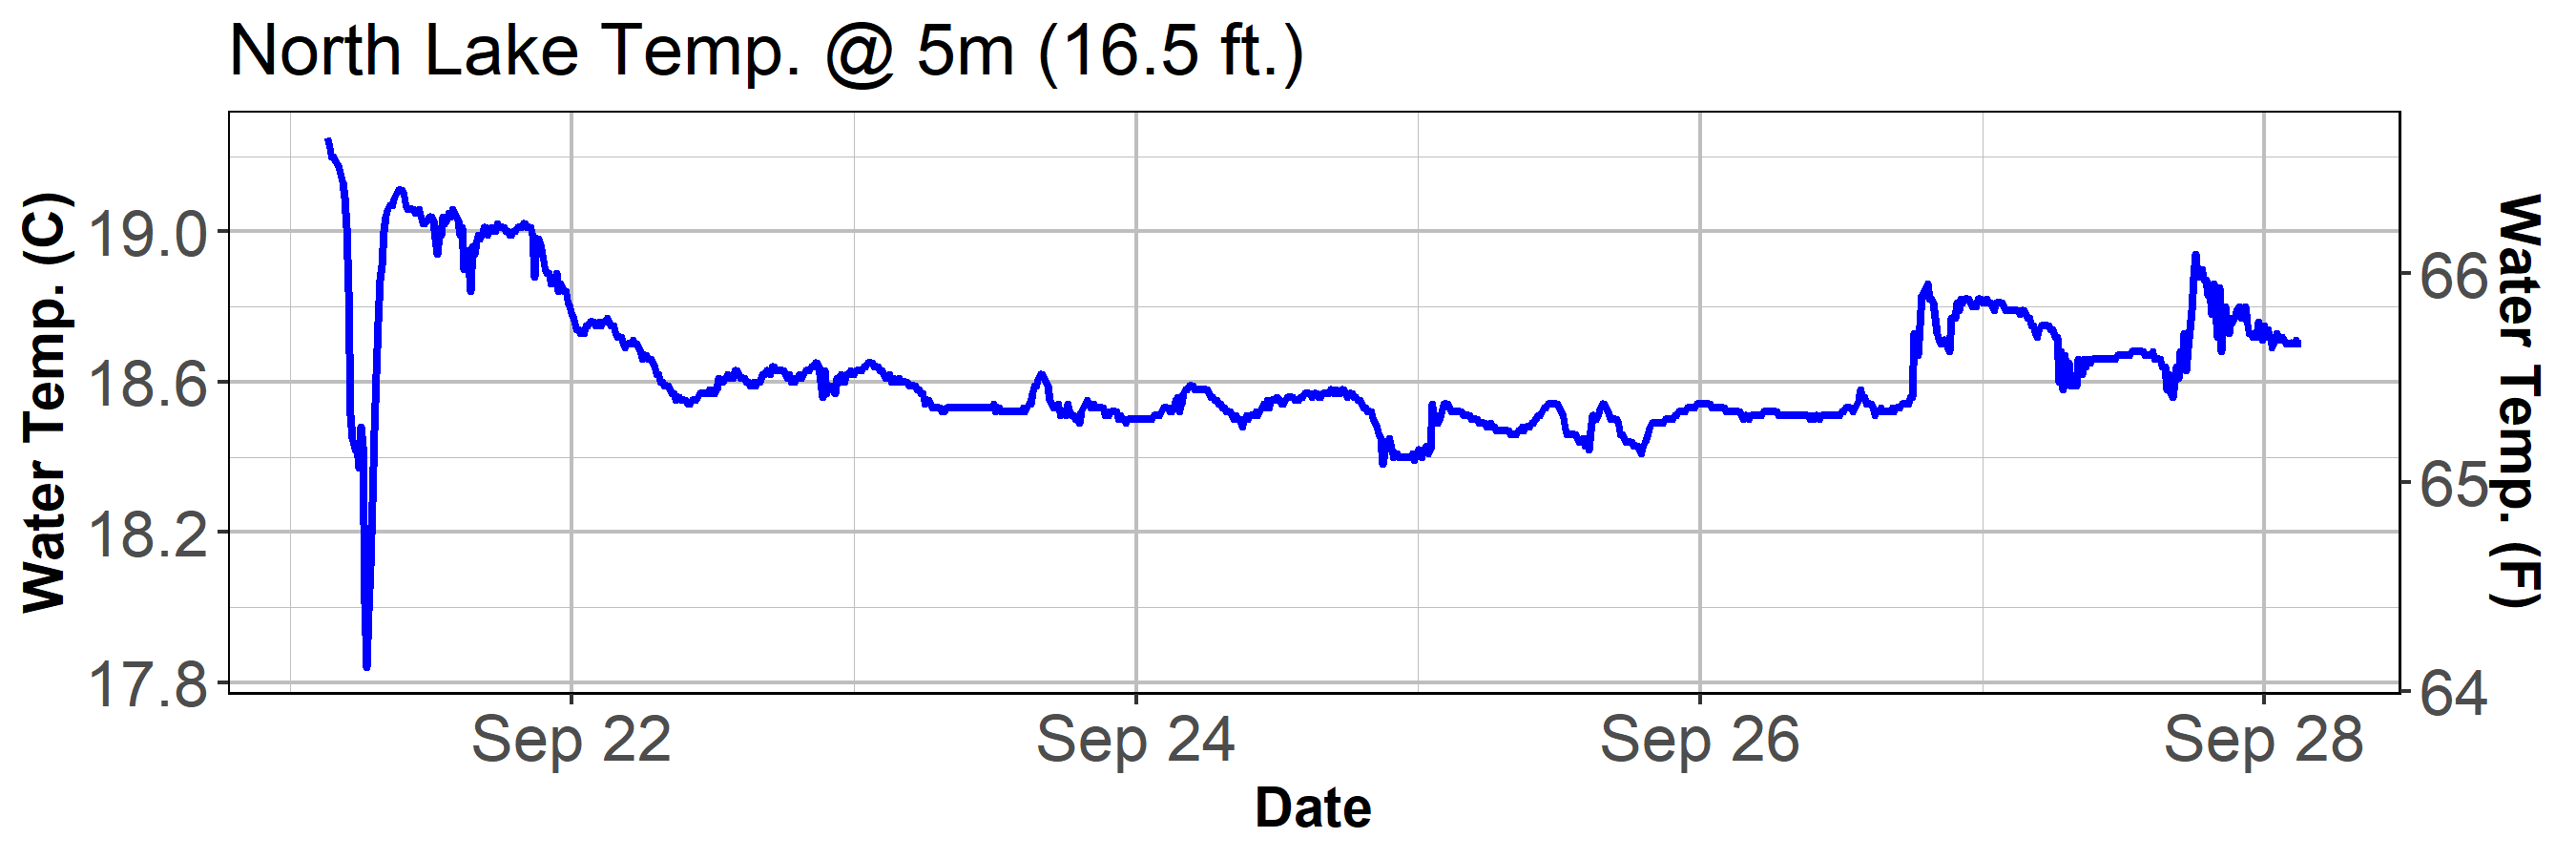 North Lake Temp. @ 5m (16.5 ft.)
Water Temp. (C)
19.0
18.6
18.2
17.8
66
65
64
Water Temp. (F)
Sep 22
Sep 24
Sep 26
Sep 28
Date